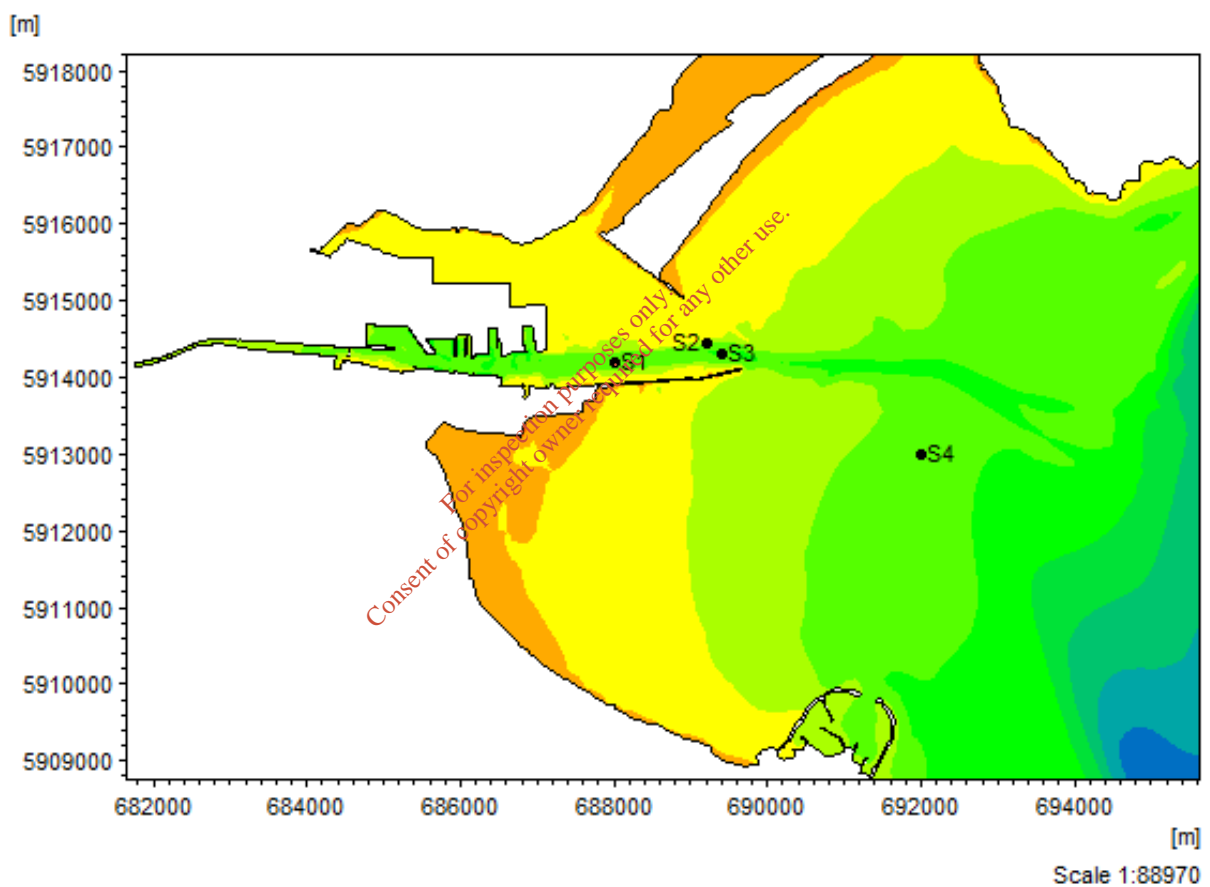 [m]
5918000
5917000
5916000
5915000
5914000
5913000
5912000
5911000
5910000
5909000
S1
S2
S3
S4
For inspection purposes only.
Consent of copyright owner required for any other use.
682000 684000 686000 688000 690000 692000 694000
[m]
Scale 1:88970